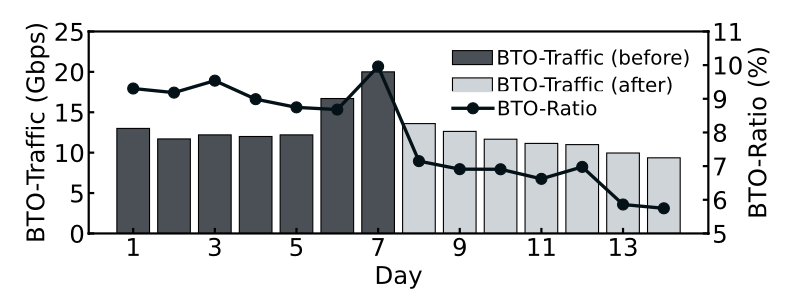 BTO-Traffic (Gbps)
25
20
15
10
5
0
BTO-Traffic (before)
BTO-Traffic (after)
BTO-Ratio
11
10
9
8
7
6
5
BTO-Ratio (%)
1 3 5 7 9 11 13
Day